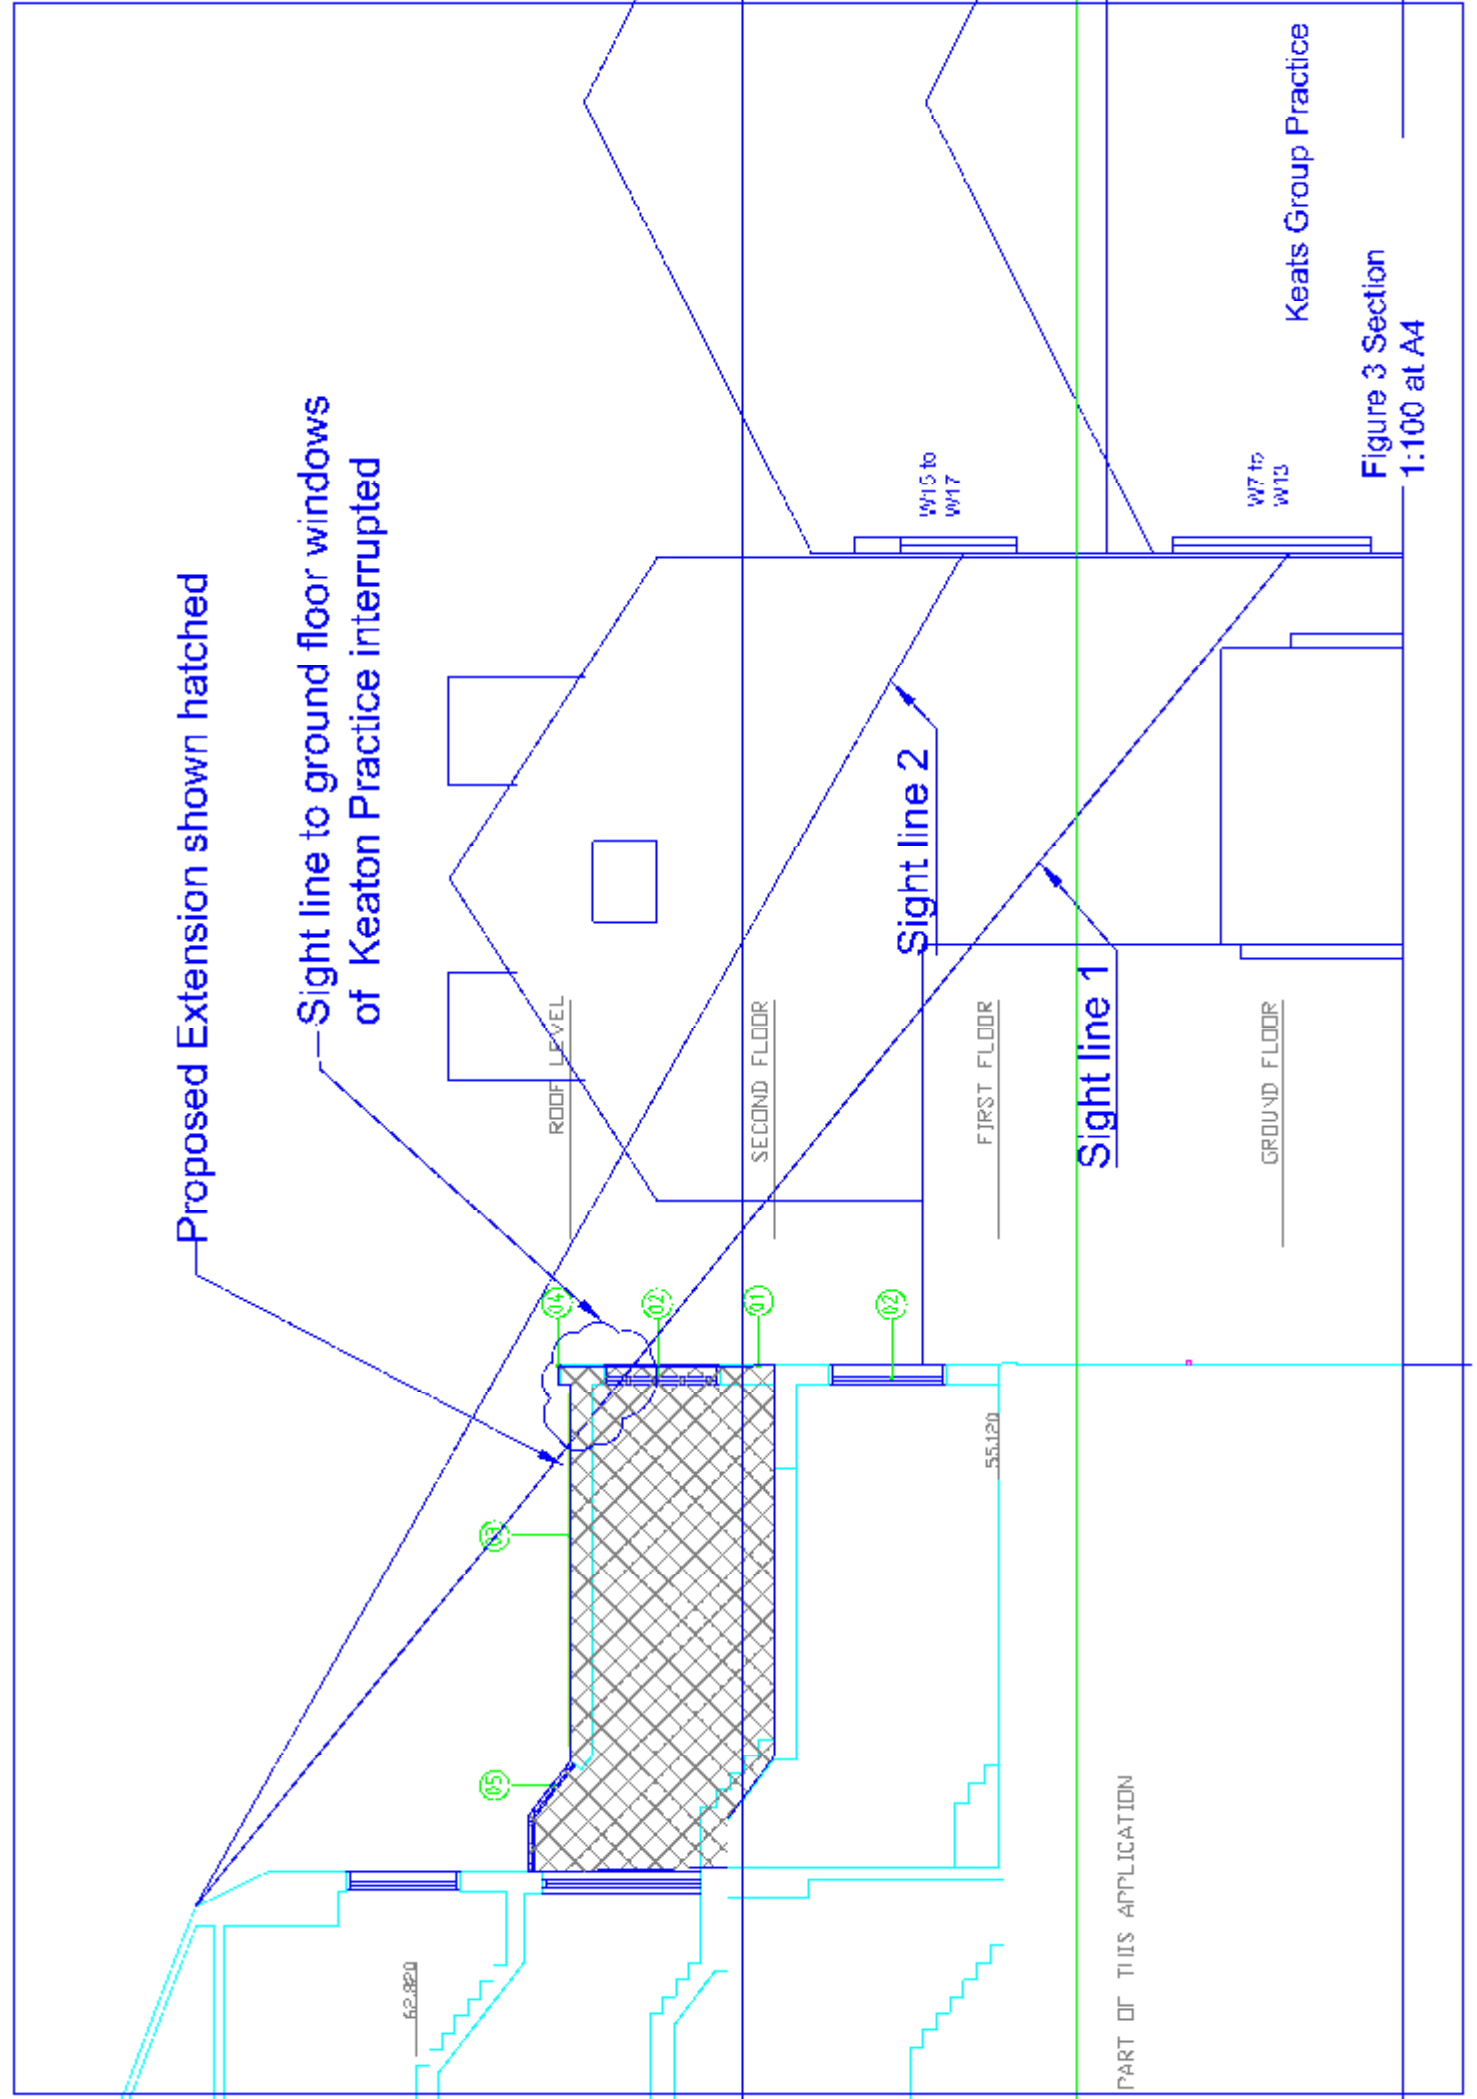 Proposed Extension shown hatched
Sight line to ground floor windows
of Keaton Practice interrupted
ROOF LEVEL
SECOND FLOOR
FIRST FLOOR
GROUND FLOOR
Sight line 2
Sight line 1
W15 to
W17
W7 to
W13
Keats Group Practice
Figure 3 Section
1:100 at A4
04
02
01
02
03
05
55.120
62.820
PART OF THIS APPLICATION